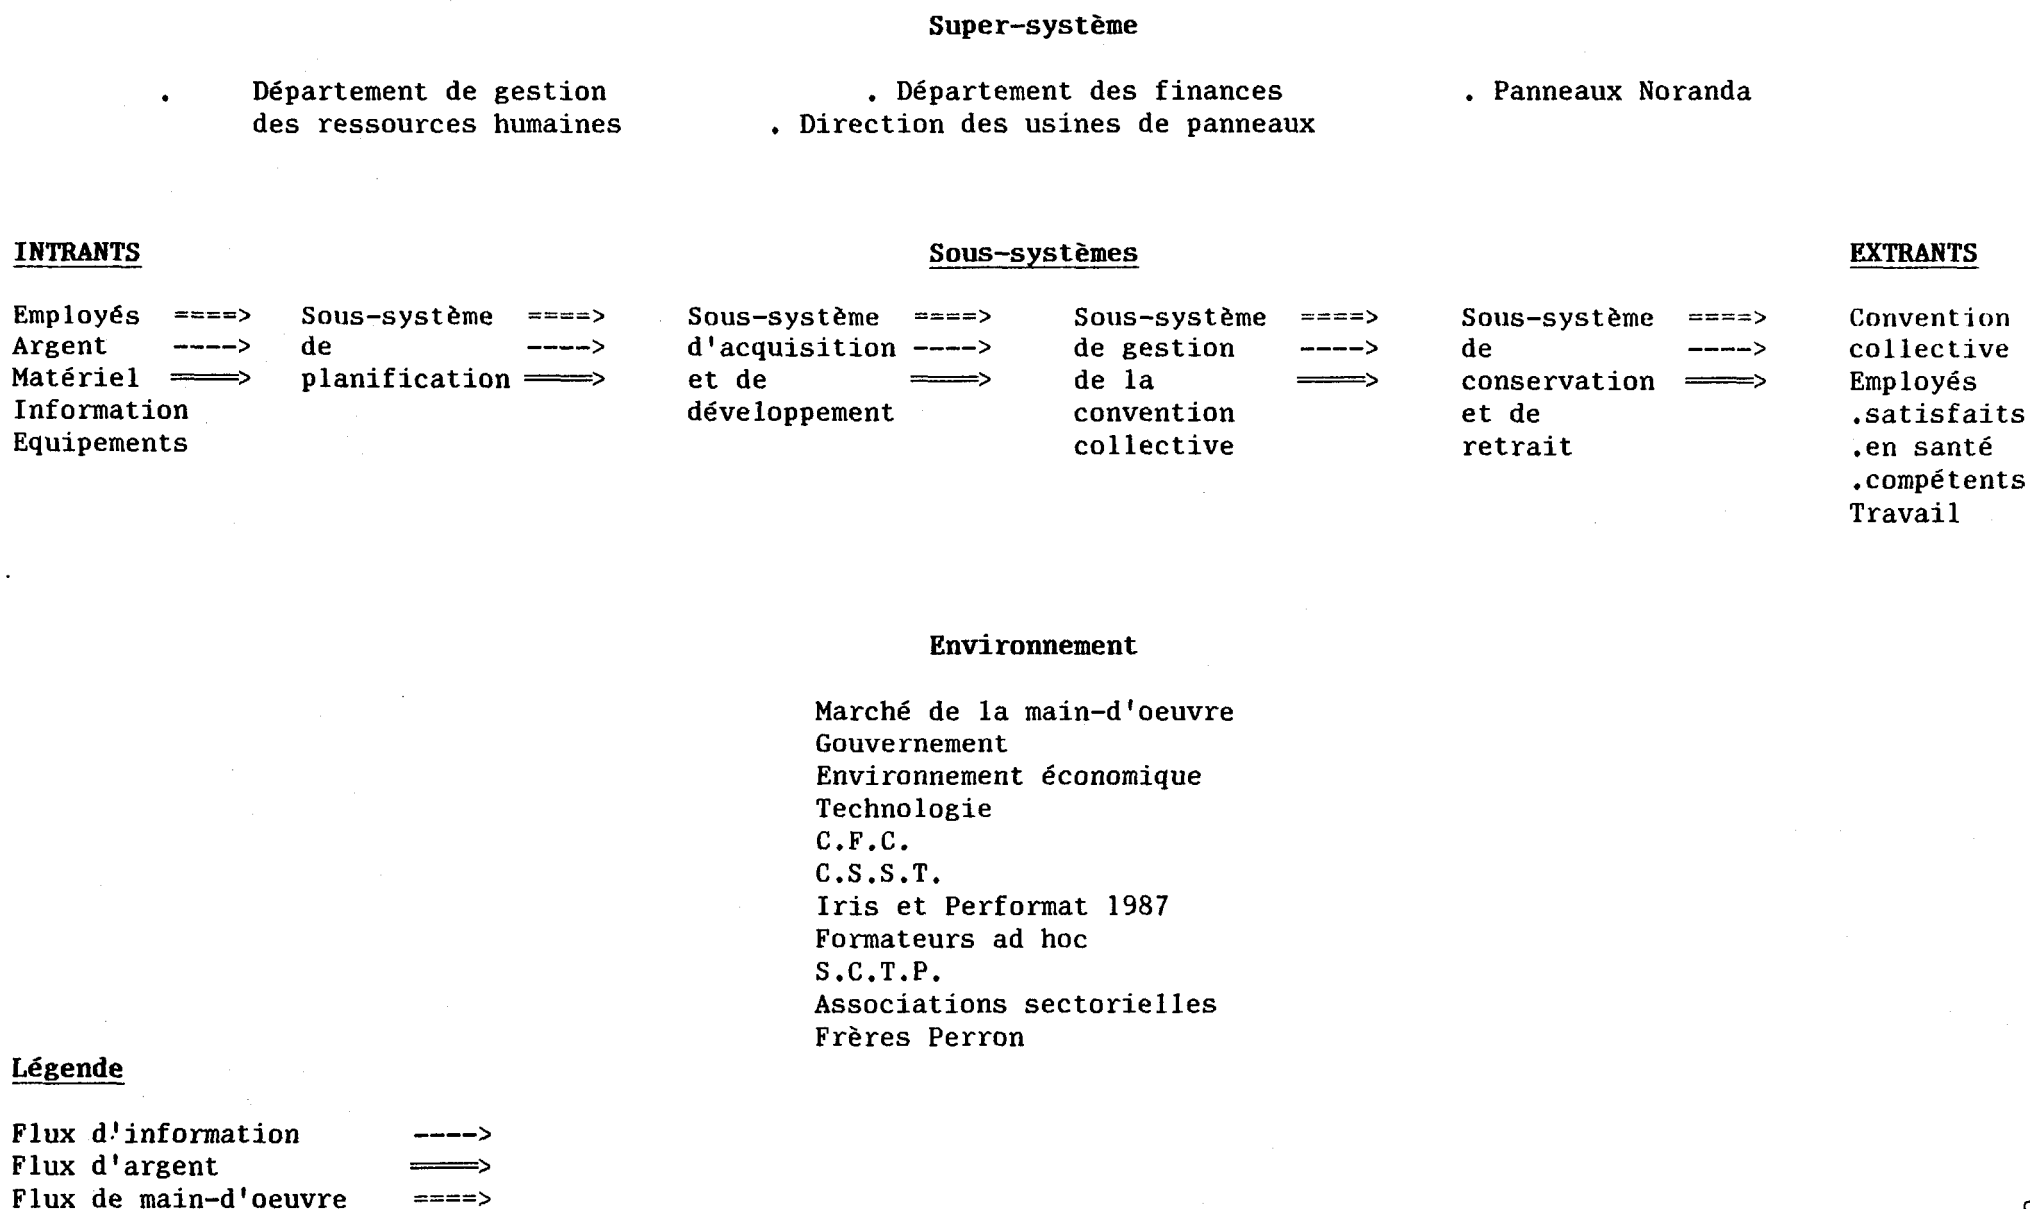 Super-système
. Département de gestion . Département des finances . Panneaux Noranda
des ressources humaines . Direction des usines de panneaux
INTRANTS Sous-systèmes EXTRANTS
Employés ====> Sous-système ====> Sous-système ====> Sous-système ====> Sous-système ====> Convention
Argent ----> de ----> d'acquisition ----> de gestion ----> de ----> collective
Matériel ════> planification ════> et de ════> de la ════> conservation ════> Employés
Information développement convention et de .satisfaits
Equipements collective retrait .en santé
.compétents
Travail
Environnement
Marché de la main-d'oeuvre
Gouvernement
Environnement économique
Technologie
C.F.C.
C.S.S.T.
Iris et Performat 1987
Formateurs ad hoc
S.C.T.P.
Associations sectorielles
Frères Perron
Légende
Flux d'information ---->
Flux d'argent ════>
Flux de main-d'oeuvre ====>